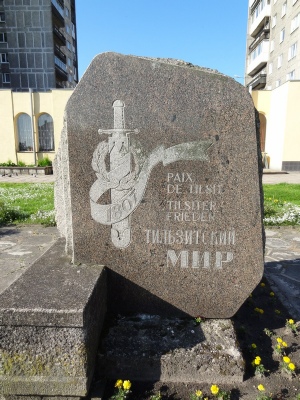 1807
PAIX
DE TILSIT
TILSITER
FRIEDEN
ТИЛЬЗИТСКИЙ
МИР